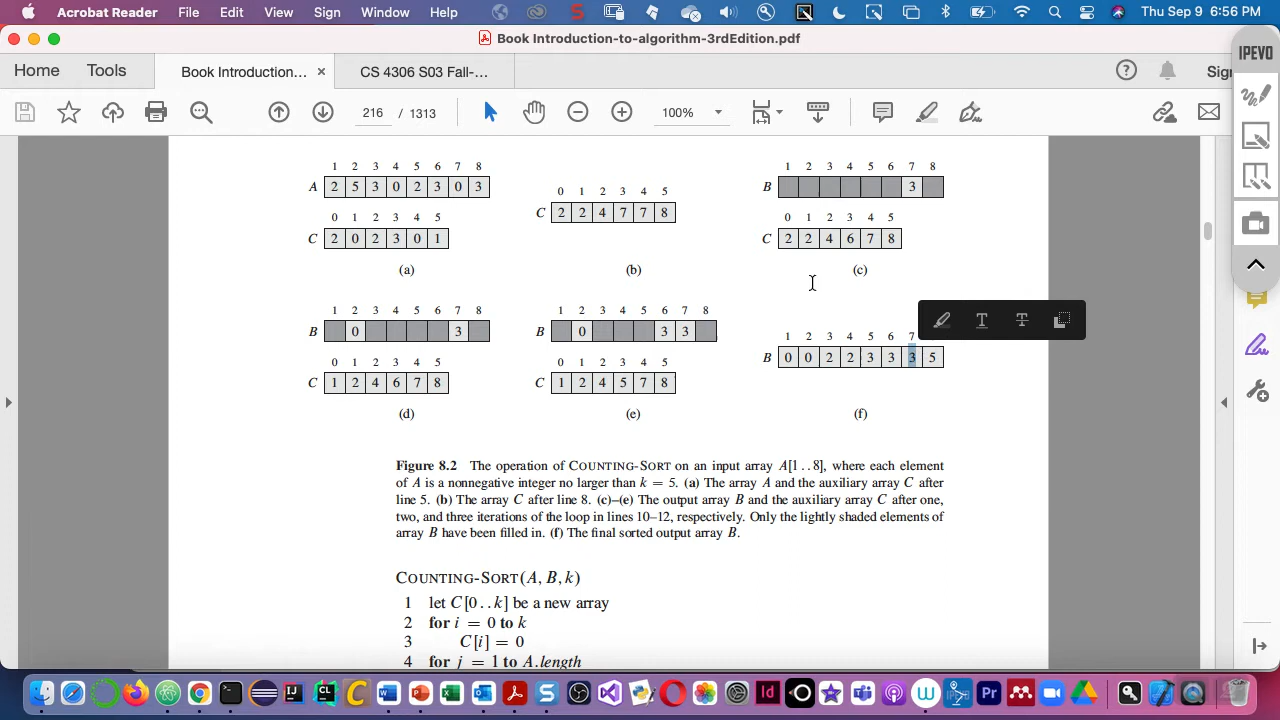 Acrobat Reader File Edit View Sign Window Help Thu Sep 9 6:56 PM
Book Introduction-to-algorithm-3rdEdition.pdf
Home Tools Book Introduction... × CS 4306 S03 Fall-... Sig
IPEVO
216 / 1313 100%
1 2 3 4 5 6 7 8
A 2 5 3 0 2 3 0 3
0 1 2 3 4 5
C 2 0 2 3 0 1
(a)
0 1 2 3 4 5
C 2 2 4 7 7 8
(b)
1 2 3 4 5 6 7 8
B 3
0 1 2 3 4 5
C 2 2 4 6 7 8
(c)
1 2 3 4 5 6 7 8
B 0 3
0 1 2 3 4 5
C 1 2 4 6 7 8
(d)
1 2 3 4 5 6 7 8
B 0 3 3
0 1 2 3 4 5
C 1 2 4 5 7 8
(e)
1 2 3 4 5 6 7
B 0 0 2 2 3 3 3 5
(f)
Figure 8.2 The operation of COUNTING-SORT on an input array A[1..8], where each element
of A is a nonnegative integer no larger than k = 5. (a) The array A and the auxiliary array C after
line 5. (b) The array C after line 8. (c)–(e) The output array B and the auxiliary array C after one,
two, and three iterations of the loop in lines 10–12, respectively. Only the lightly shaded elements of
array B have been filled in. (f) The final sorted output array B.
COUNTING-SORT(A, B, k)
1 let C[0..k] be a new array
2 for i = 0 to k
3 C[i] = 0
4 for j = 1 to A.length